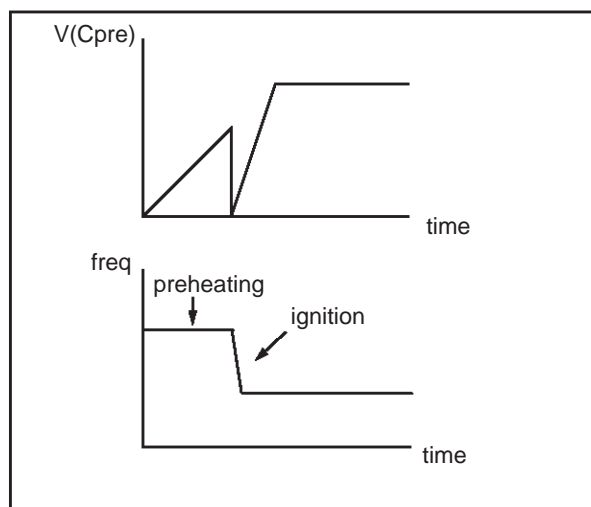 V(Cpre)
time
freq
preheating
ignition
time